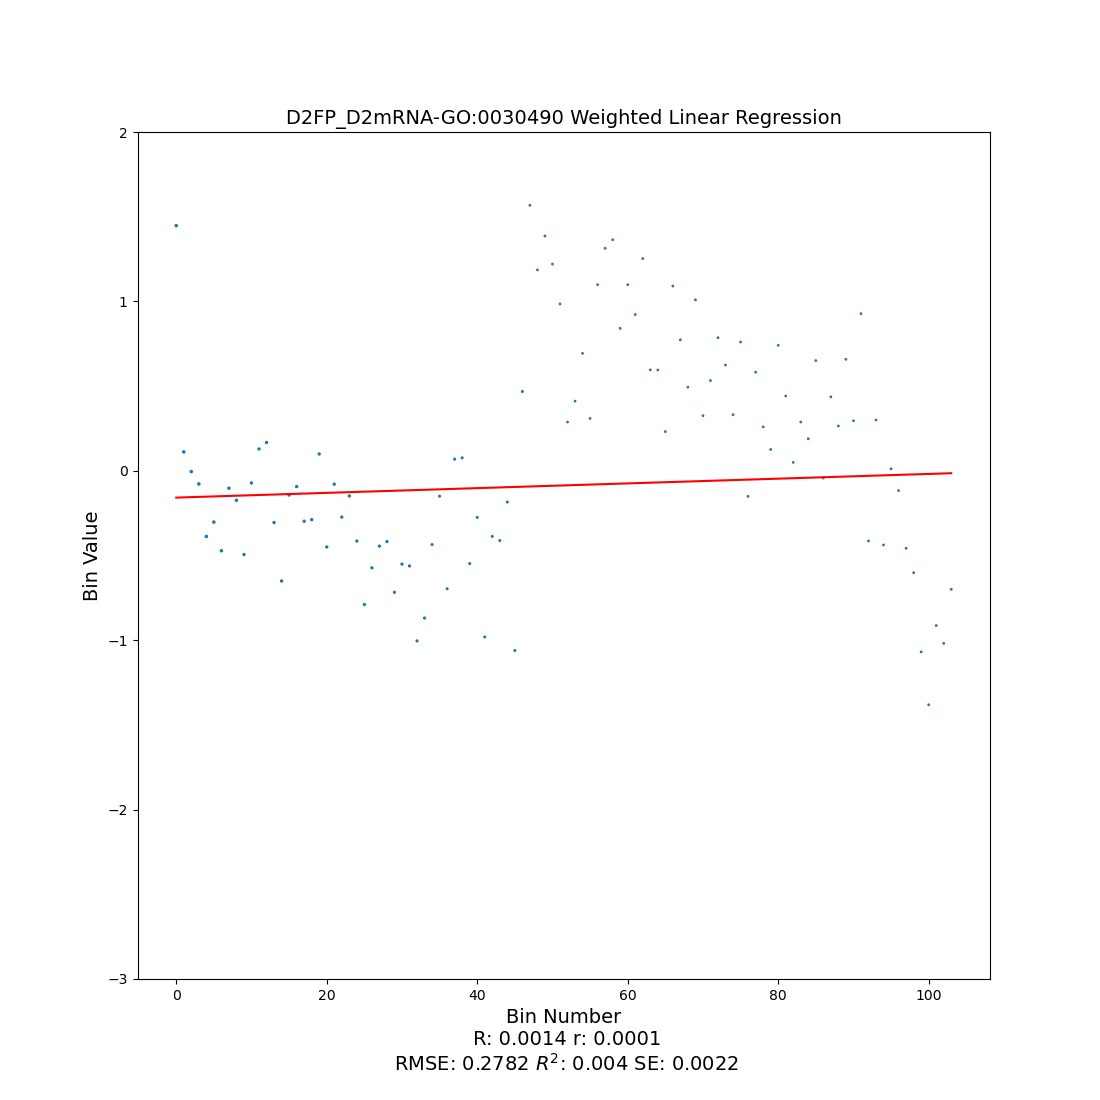 D2FP_D2mRNA-GO:0030490 Weighted Linear Regression
2
1
0
−1
−2
−3
Bin Value
0 20 40 60 80 100
Bin Number
R: 0.0014 r: 0.0001
RMSE: 0.2782 R²: 0.004 SE: 0.0022